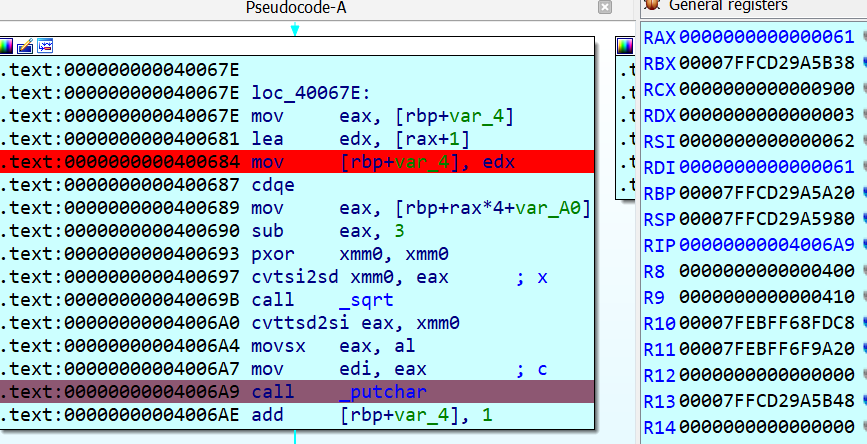 Pseudocode-A
General registers
.text:000000000040067E
.text:000000000040067E loc_40067E:
.text:000000000040067E mov eax, [rbp+var_4]
.text:0000000000400681 lea edx, [rax+1]
.text:0000000000400684 mov [rbp+var_4], edx
.text:0000000000400687 cdqe
.text:0000000000400689 mov eax, [rbp+rax*4+var_A0]
.text:0000000000400690 sub eax, 3
.text:0000000000400693 pxor xmm0, xmm0
.text:0000000000400697 cvtsi2sd xmm0, eax ; x
.text:000000000040069B call _sqrt
.text:00000000004006A0 cvttsd2si eax, xmm0
.text:00000000004006A4 movsx eax, al
.text:00000000004006A7 mov edi, eax ; c
.text:00000000004006A9 call _putchar
.text:00000000004006AE add [rbp+var_4], 1
RAX 0000000000000061
RBX 00007FFCD29A5B38
RCX 0000000000000900
RDX 0000000000000003
RSI 0000000000000062
RDI 0000000000000061
RBP 00007FFCD29A5A20
RSP 00007FFCD29A5980
RIP 00000000004006A9
R8 0000000000000400
R9 0000000000000410
R10 00007FEBFF68FDC8
R11 00007FEBFF6F9A20
R12 0000000000000000
R13 00007FFCD29A5B48
R14 0000000000000000